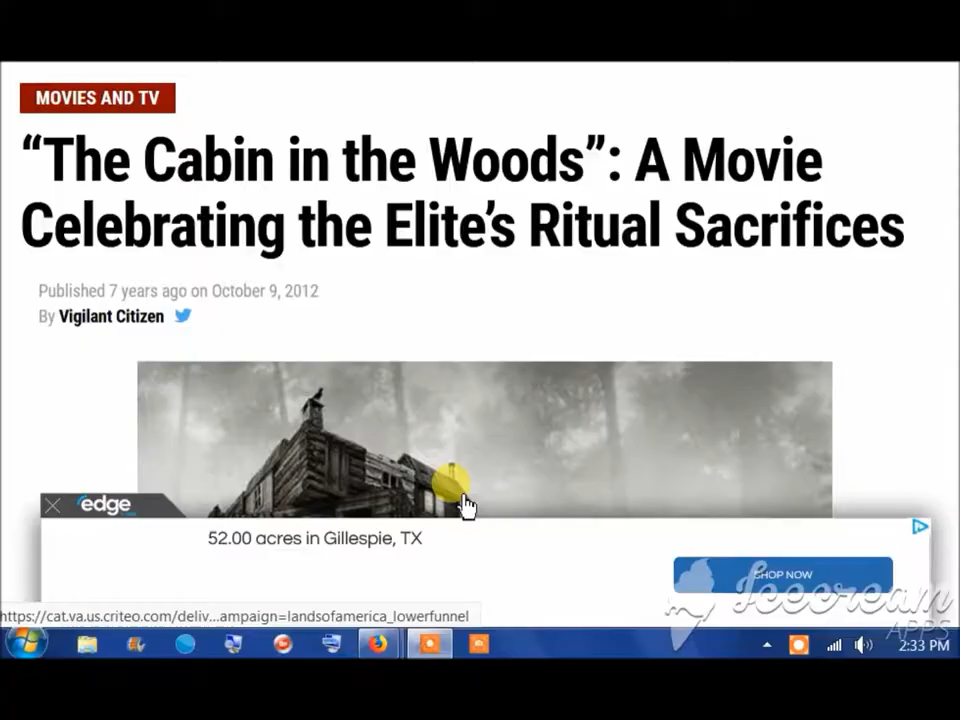 MOVIES AND TV
“The Cabin in the Woods”: A Movie
Celebrating the Elite’s Ritual Sacrifices
Published 7 years ago on October 9, 2012
By Vigilant Citizen
edge
52.00 acres in Gillespie, TX
SHOP NOW
Icecream
APPS
https://cat.va.us.criteo.com/deliv...ampaign=landsofamerica_lowerfunnel
2:33 PM